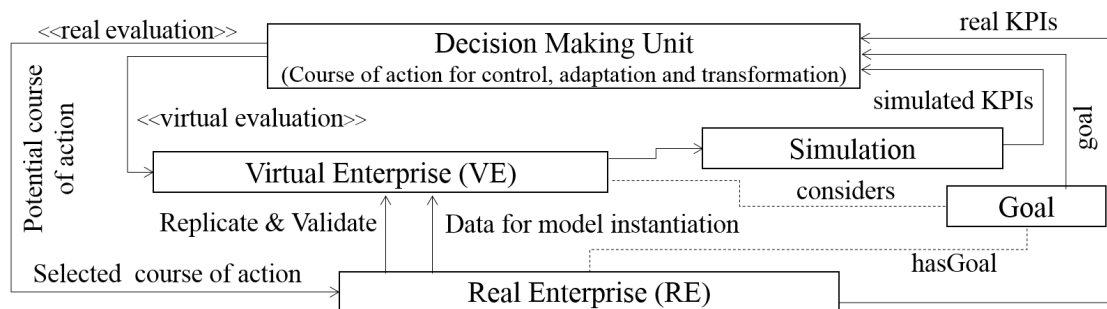 <<real evaluation>>
real KPIs
Decision Making Unit
(Course of action for control, adaptation and transformation)
Potential course
of action
<<virtual evaluation>>
simulated KPIs
goal
Simulation
Virtual Enterprise (VE)
considers
Goal
Replicate & Validate
Data for model instantiation
hasGoal
Selected course of action
Real Enterprise (RE)